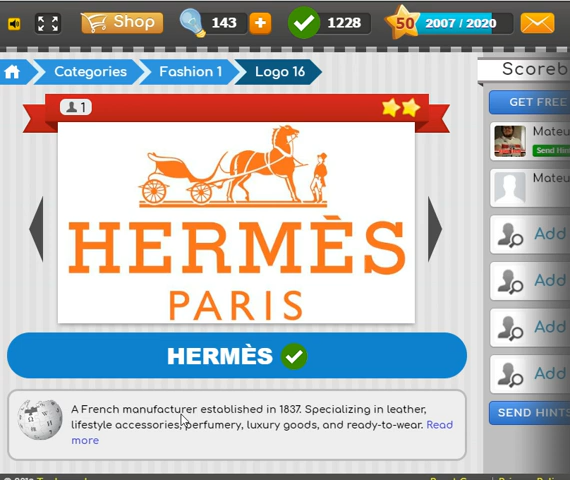 Shop
143
1228
50
2007 / 2020
Categories
Fashion 1
Logo 16
Scoreb
1
GET FREE
HERMÈS
PARIS
Mateu
Send Hin
Mateu
Add
Add
Add
Add
HERMÈS
A French manufacturer established in 1837. Specializing in leather,
lifestyle accessories, perfumery, luxury goods, and ready-to-wear. Read
more
SEND HINTS